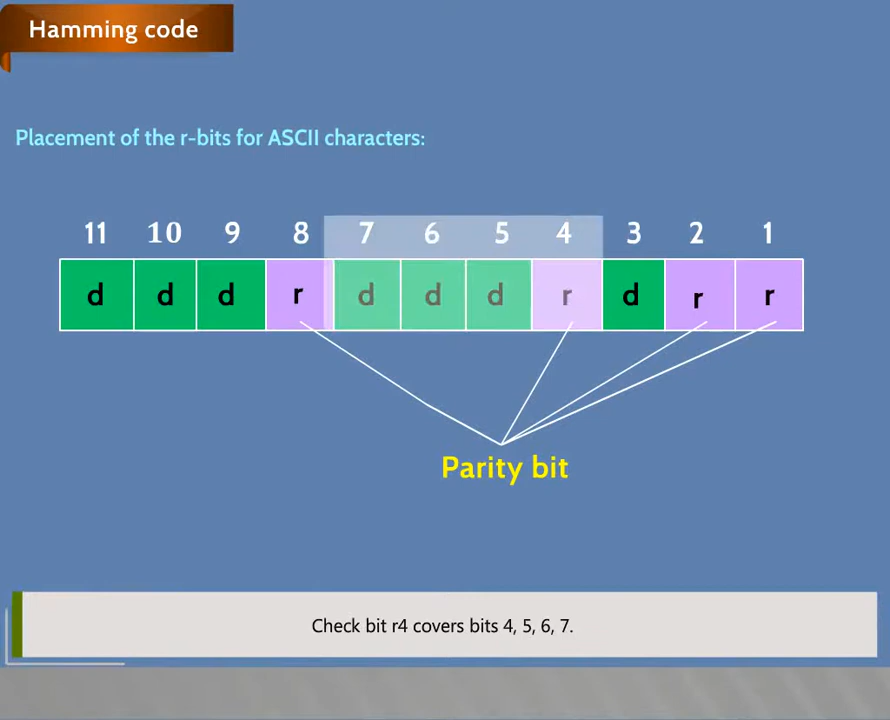 Hamming code
Placement of the r-bits for ASCII characters:
11 10 9 8 7 6 5 4 3 2 1
d d d r d d d r d r r
Parity bit
Check bit r4 covers bits 4, 5, 6, 7.